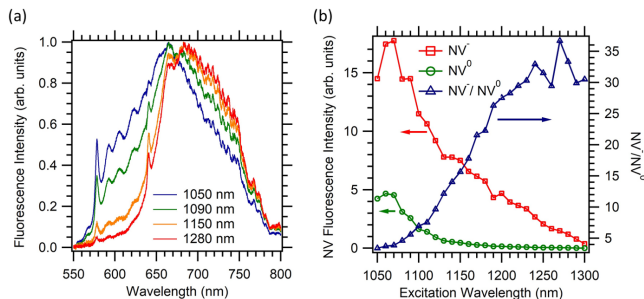 (a)
Fluorescence Intensity (arb. units)
1.0
0.8
0.6
0.4
0.2
0.0
550 600 650 700 750 800
Wavelength (nm)
1050 nm
1090 nm
1150 nm
1280 nm
(b)
NV Fluorescence Intensity (arb. units)
15
10
5
0
NV⁻
NV⁰
NV⁻/ NV⁰
35
30
25
20
15
10
5
NV⁻/NV⁰
1050 1100 1150 1200 1250 1300
Excitation Wavelength (nm)